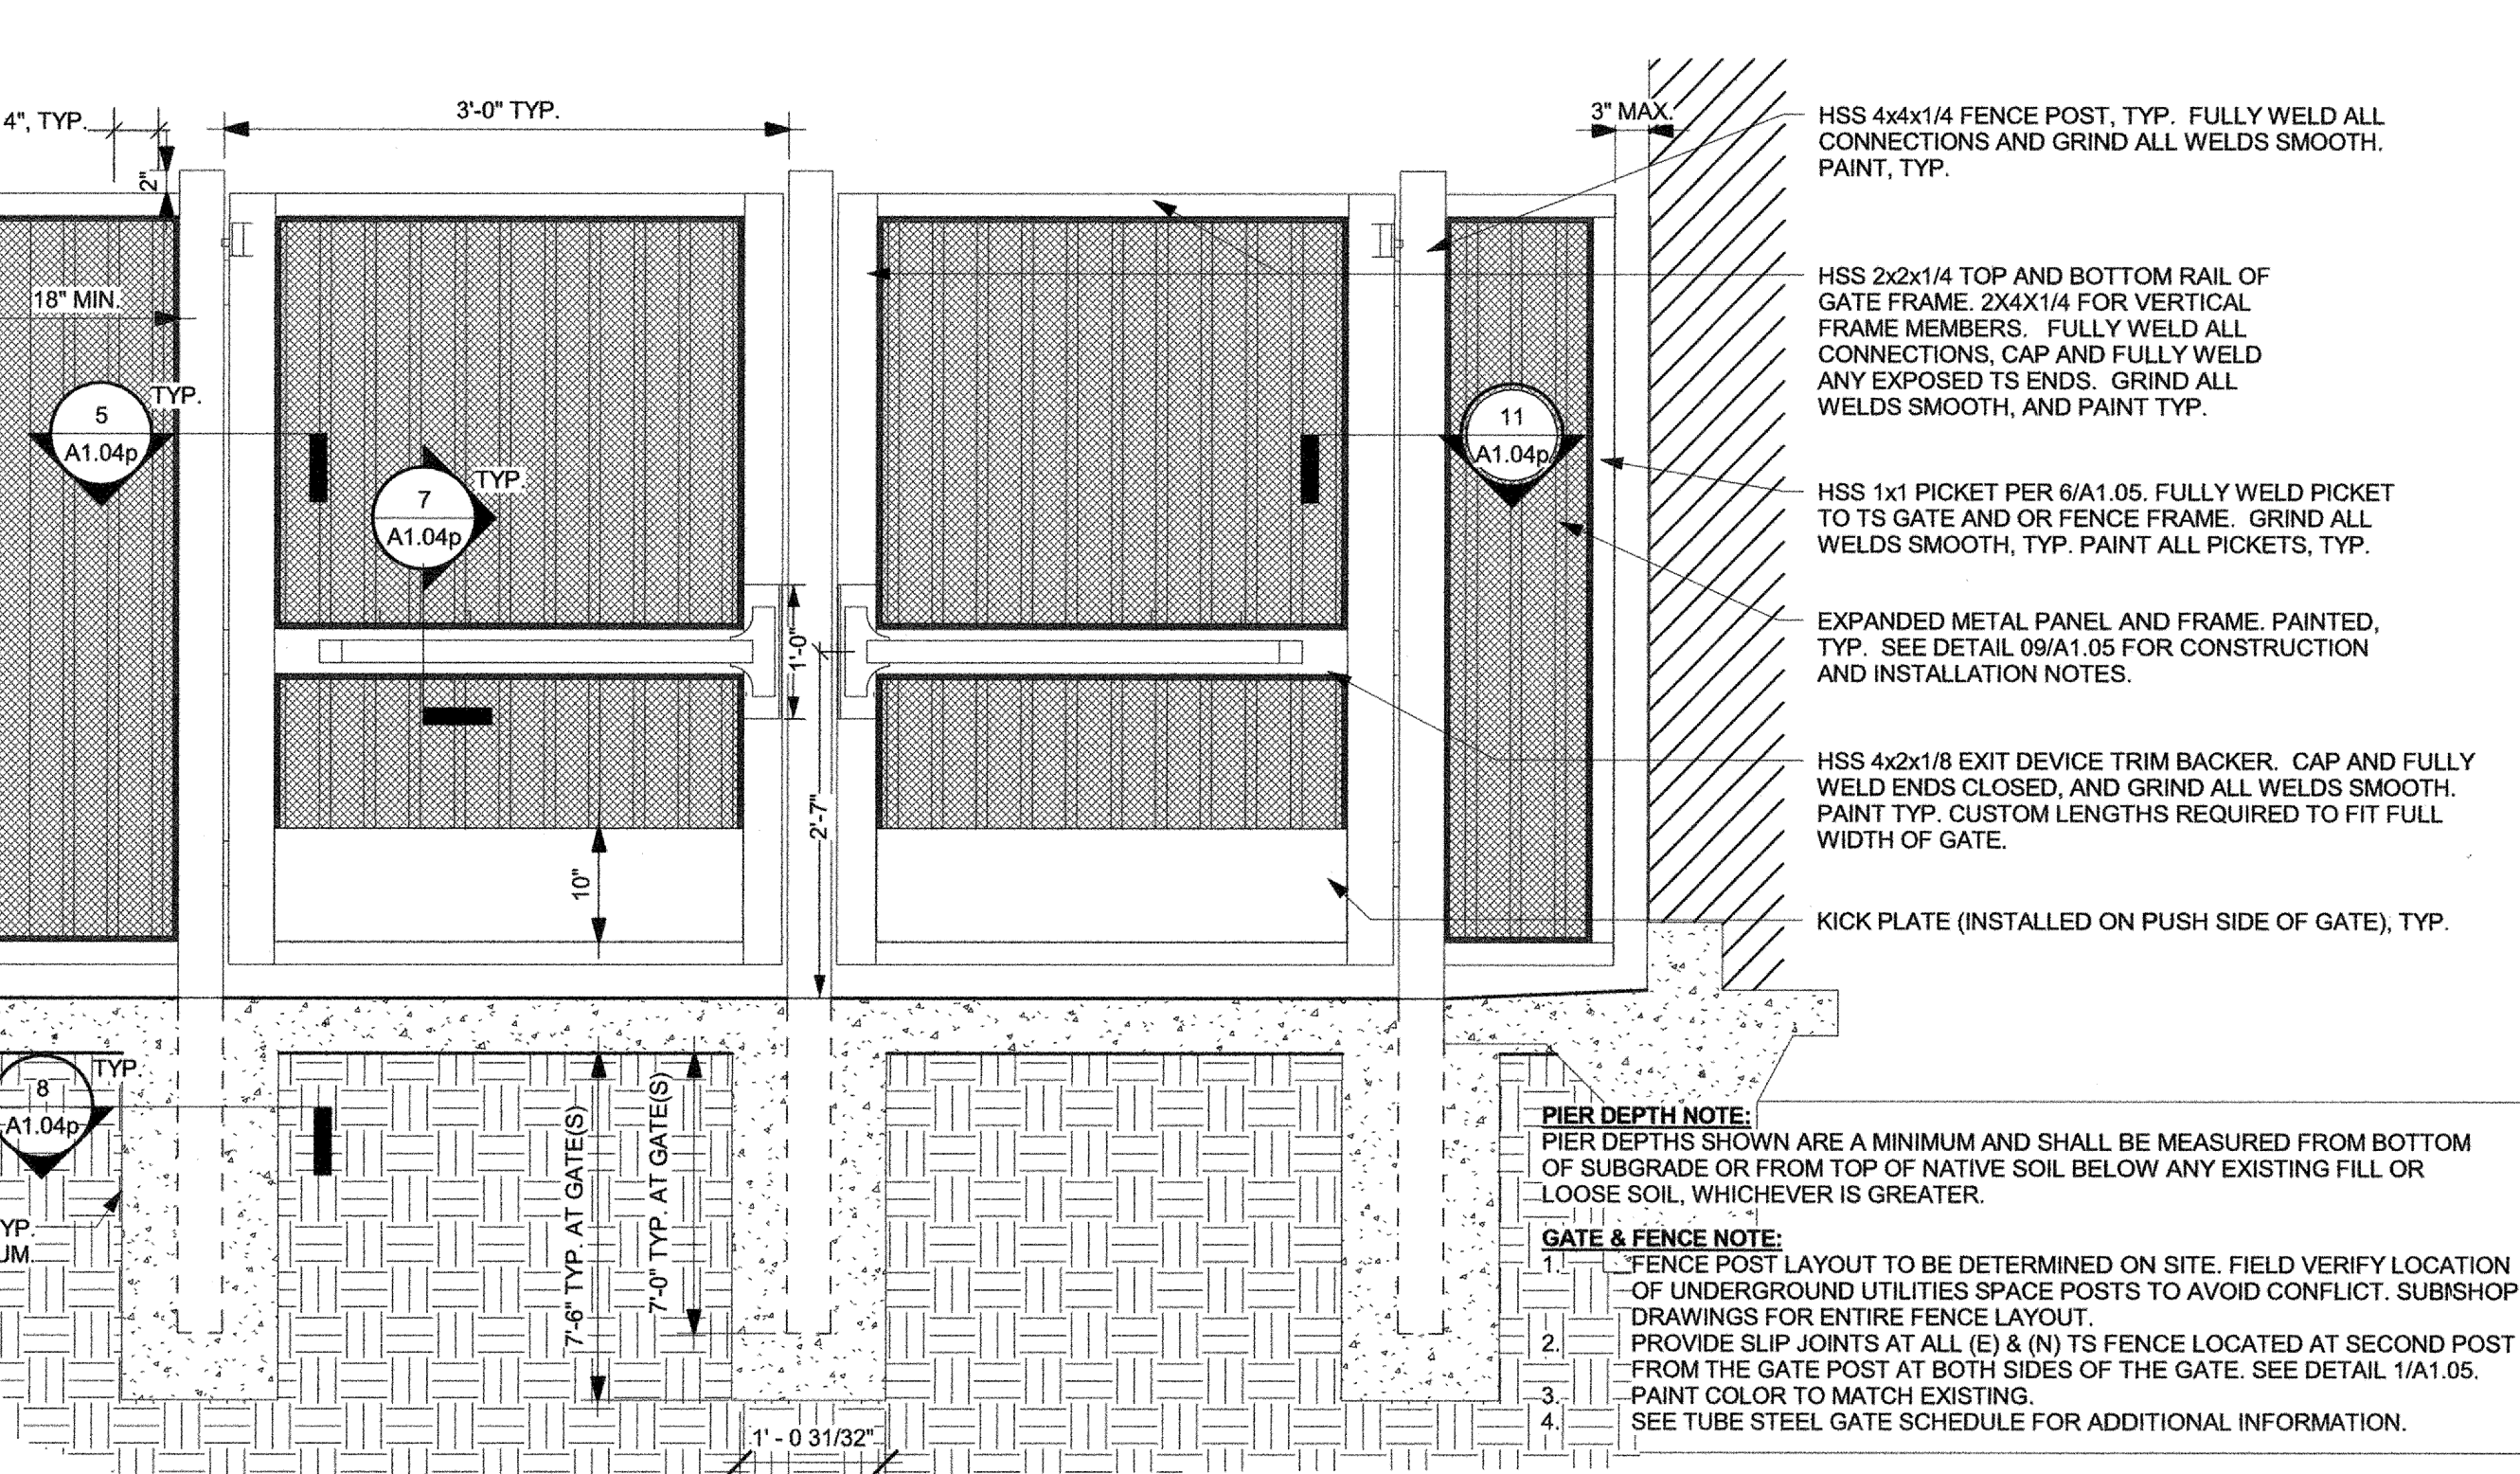 4", TYP.
3'-0" TYP.
3" MAX.
2"
18" MIN.
5
A1.04p
TYP.
7
A1.04p
TYP.
11
A1.04p
1'-0"
2'-7"
10"
8
A1.04p
TYP.
YP.
UM.
7'-6" TYP. AT GATE(S)
7'-0" TYP. AT GATE(S)
1' - 0 31/32"
HSS 4x4x1/4 FENCE POST, TYP. FULLY WELD ALL
CONNECTIONS AND GRIND ALL WELDS SMOOTH.
PAINT, TYP.
HSS 2x2x1/4 TOP AND BOTTOM RAIL OF
GATE FRAME. 2X4X1/4 FOR VERTICAL
FRAME MEMBERS. FULLY WELD ALL
CONNECTIONS, CAP AND FULLY WELD
ANY EXPOSED TS ENDS. GRIND ALL
WELDS SMOOTH, AND PAINT TYP.
HSS 1x1 PICKET PER 6/A1.05. FULLY WELD PICKET
TO TS GATE AND OR FENCE FRAME. GRIND ALL
WELDS SMOOTH, TYP. PAINT ALL PICKETS, TYP.
EXPANDED METAL PANEL AND FRAME. PAINTED,
TYP. SEE DETAIL 09/A1.05 FOR CONSTRUCTION
AND INSTALLATION NOTES.
HSS 4x2x1/8 EXIT DEVICE TRIM BACKER. CAP AND FULLY
WELD ENDS CLOSED, AND GRIND ALL WELDS SMOOTH.
PAINT TYP. CUSTOM LENGTHS REQUIRED TO FIT FULL
WIDTH OF GATE.
KICK PLATE (INSTALLED ON PUSH SIDE OF GATE), TYP.
PIER DEPTH NOTE:
PIER DEPTHS SHOWN ARE A MINIMUM AND SHALL BE MEASURED FROM BOTTOM
OF SUBGRADE OR FROM TOP OF NATIVE SOIL BELOW ANY EXISTING FILL OR
LOOSE SOIL, WHICHEVER IS GREATER.
GATE & FENCE NOTE:
1. FENCE POST LAYOUT TO BE DETERMINED ON SITE. FIELD VERIFY LOCATION
OF UNDERGROUND UTILITIES SPACE POSTS TO AVOID CONFLICT. SHOP
DRAWINGS FOR ENTIRE FENCE LAYOUT.
2. PROVIDE SLIP JOINTS AT ALL (E) & (N) TS FENCE LOCATED AT SECOND POST
FROM THE GATE POST AT BOTH SIDES OF THE GATE. SEE DETAIL 1/A1.05.
3. PAINT COLOR TO MATCH EXISTING.
4. SEE TUBE STEEL GATE SCHEDULE FOR ADDITIONAL INFORMATION.